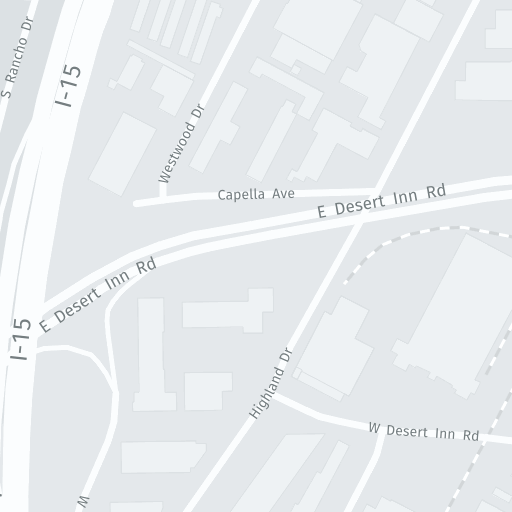 S Rancho Dr
I-15
Westwood Dr
Capella Ave
E Desert Inn Rd
E Desert Inn Rd
I-15
Highland Dr
W Desert Inn Rd
W